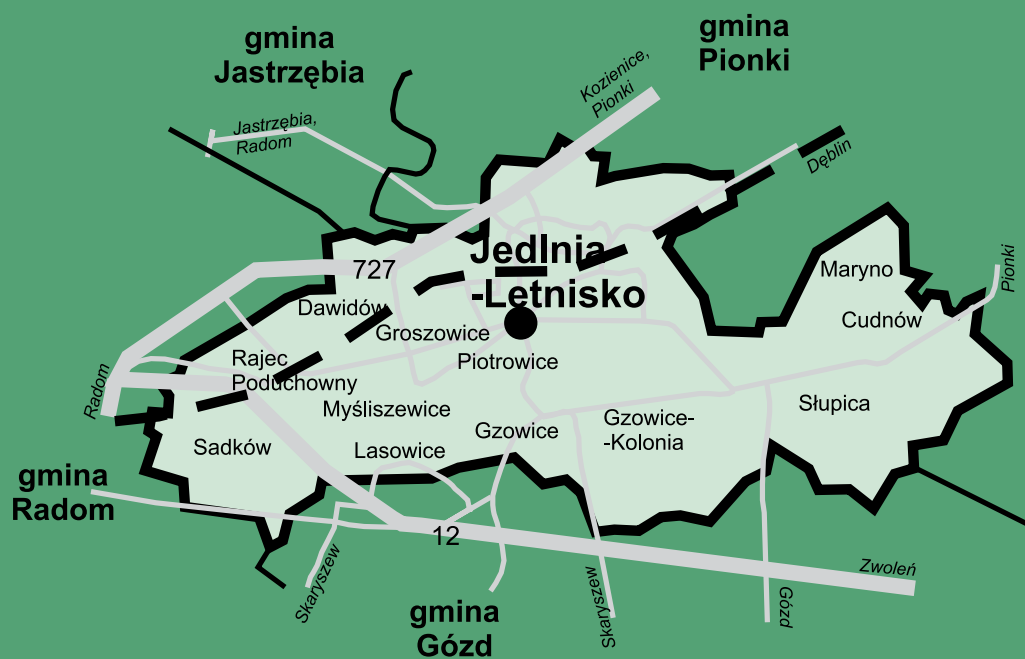 gmina
Jastrzębia
gmina
Pionki
Kozienice,
Pionki
Jastrzębia,
Radom
Dęblin
Jedlnia
-Letnisko
727
Maryno
Pionki
Dawidów
Cudnów
Groszowice
Rajec
Poduchowny
Piotrowice
Radom
Myśliszewice
Słupica
Gzowice-
-Kolonia
Gzowice
Sadków
Lasowice
gmina
Radom
12
Skaryszew
Skaryszew
Zwoleń
Gózd
gmina
Gózd